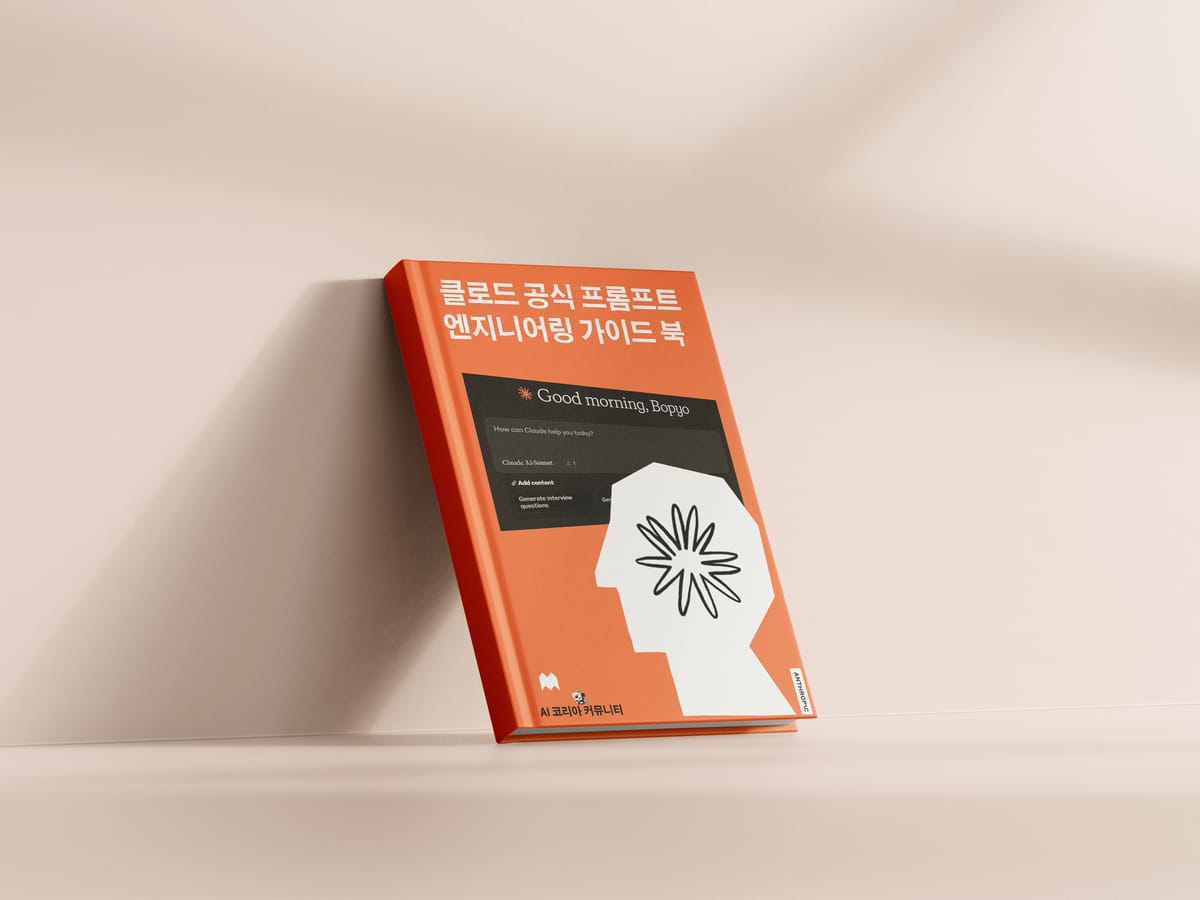 클로드 공식 프롬프트
엔지니어링 가이드 북
Good morning, Bopyo
How can Claude help you today?
Claude 3.5 Sonnet
Add content
Generate interview
questions
AI 코리아 커뮤니티
ANTHROPIC